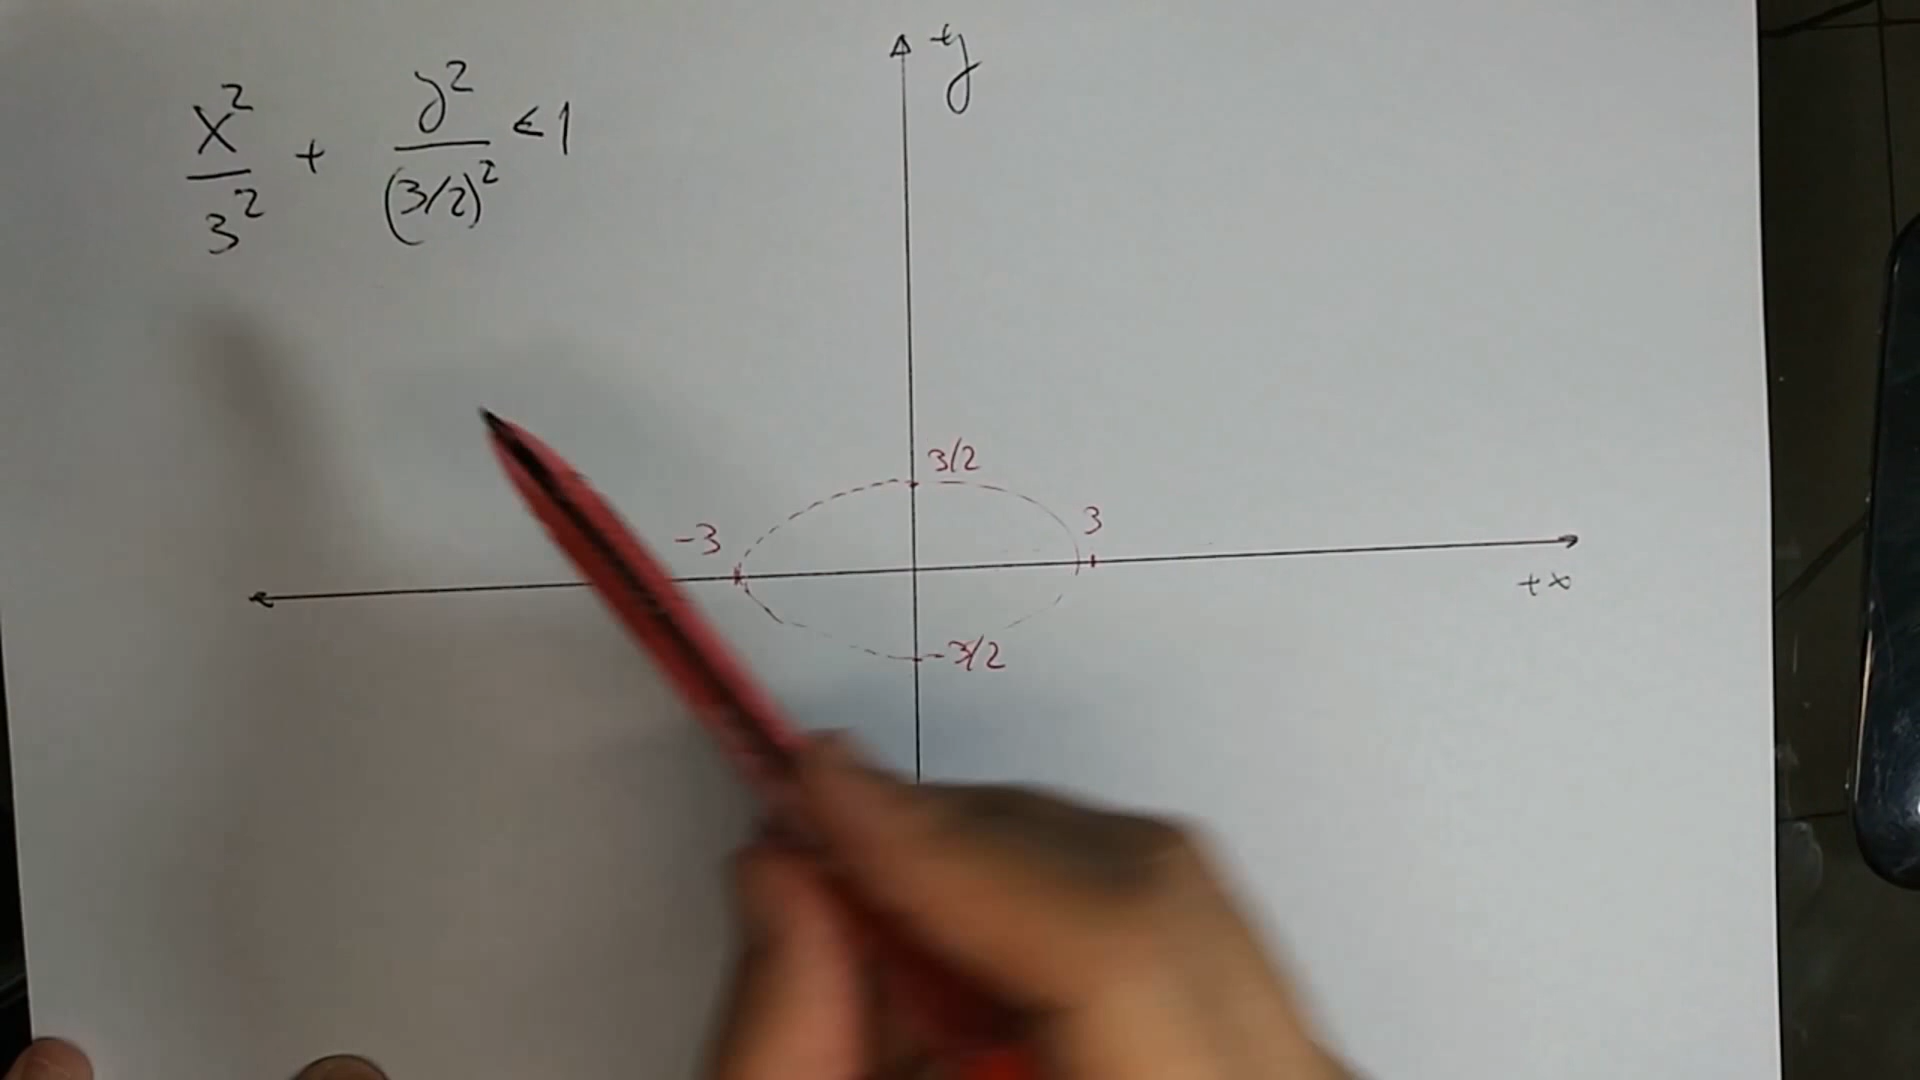 x²/3² + y²/(3/2)² < 1
+y
3/2
-3
3
+x
-3/2